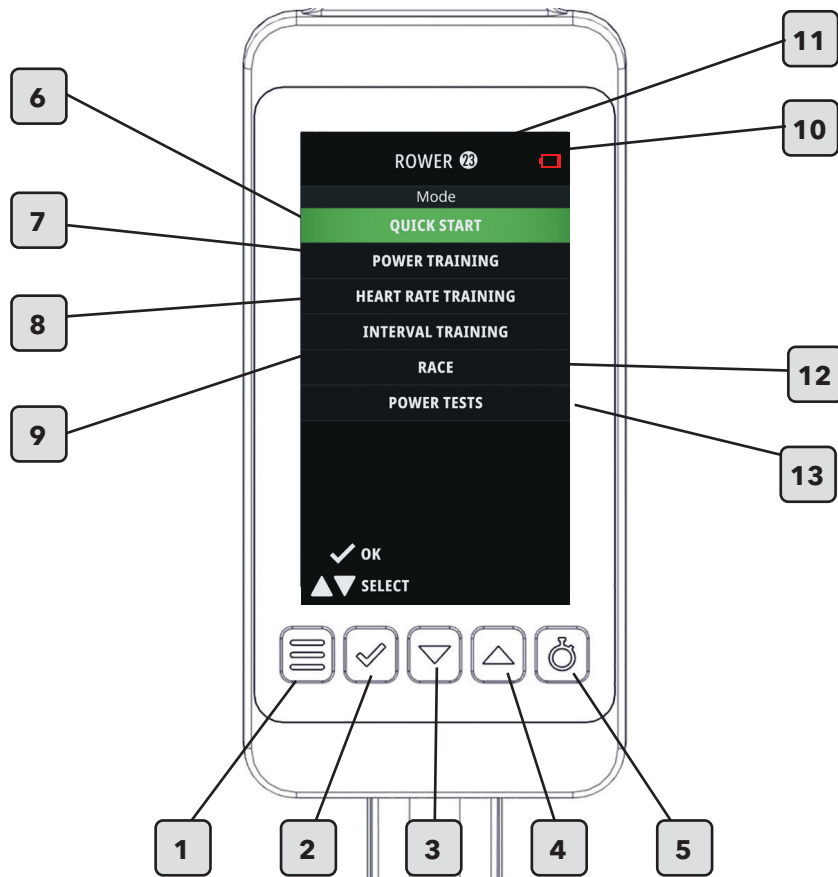 11
6
10
ROWER 23
Mode
7
QUICK START
POWER TRAINING
8
HEART RATE TRAINING
INTERVAL TRAINING
RACE
12
9
POWER TESTS
13
OK
SELECT
1
2
3
4
5